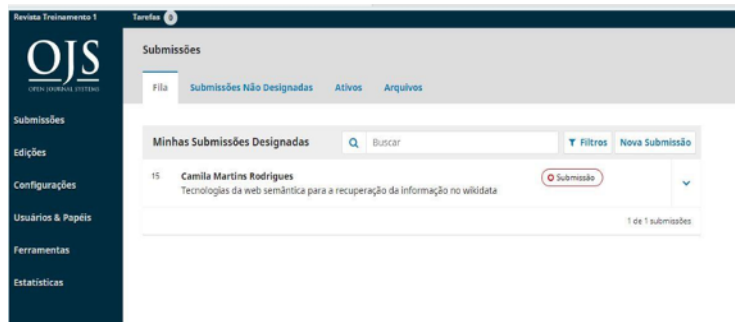 Revista Treinamento 1
Tarefas 0
OJS
OPEN JOURNAL SYSTEMS
Submissões
Edições
Configurações
Usuários & Papéis
Ferramentas
Estatísticas
Submissões
Fila Submissões Não Designadas Ativos Arquivos
Minhas Submissões Designadas Buscar Filtros Nova Submissão
15 Camila Martins Rodrigues Submissão
Tecnologias da web semântica para a recuperação da informação no wikidata
1 de 1 submissões